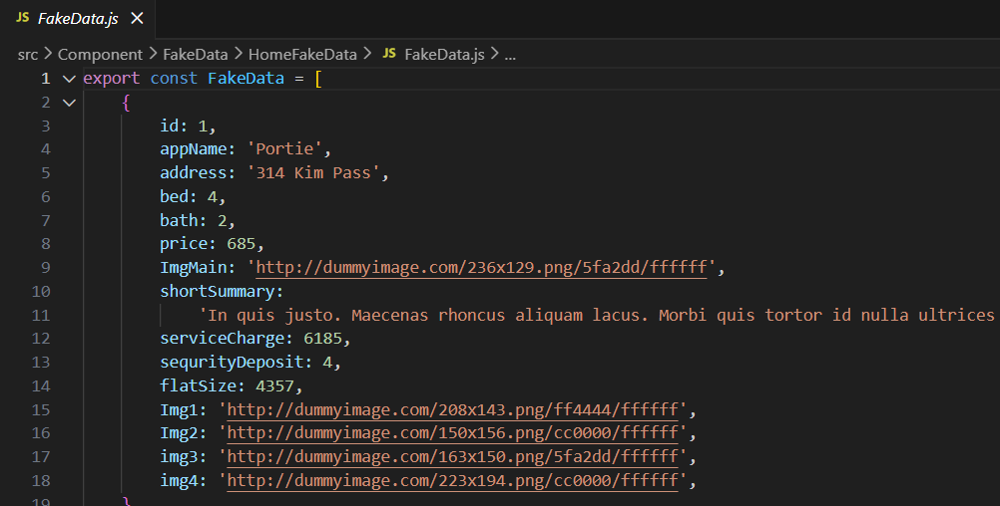 JS FakeData.js ×
src > Component > FakeData > HomeFakeData > JS FakeData.js > ...
1 export const FakeData = [
2 {
3 id: 1,
4 appName: 'Portie',
5 address: '314 Kim Pass',
6 bed: 4,
7 bath: 2,
8 price: 685,
9 ImgMain: 'http://dummyimage.com/236x129.png/5fa2dd/ffffff',
10 shortSummary:
11 'In quis justo. Maecenas rhoncus aliquam lacus. Morbi quis tortor id nulla ultrices
12 serviceCharge: 6185,
13 sequrityDeposit: 4,
14 flatSize: 4357,
15 Img1: 'http://dummyimage.com/208x143.png/ff4444/ffffff',
16 Img2: 'http://dummyimage.com/150x156.png/cc0000/ffffff',
17 img3: 'http://dummyimage.com/163x150.png/5fa2dd/ffffff',
18 img4: 'http://dummyimage.com/223x194.png/cc0000/ffffff',
19 }